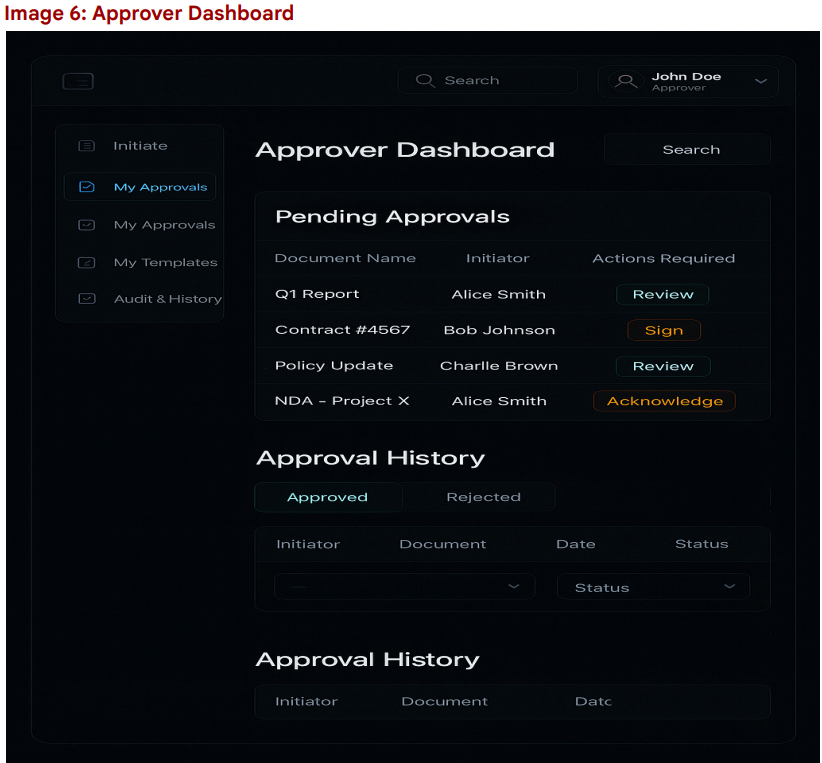 Image 6: Approver Dashboard
Search
John Doe
Approver
Initiate
My Approvals
My Approvals
My Templates
Audit & History
Approver Dashboard
Search
Pending Approvals
Document Name Initiator Actions Required
Q1 Report Alice Smith Review
Contract #4567 Bob Johnson Sign
Policy Update Charlle Brown Review
NDA - Project X Alice Smith Acknowledge
Approval History
Approved Rejected
Initiator Document Date Status
Status
Approval History
Initiator Document Datc